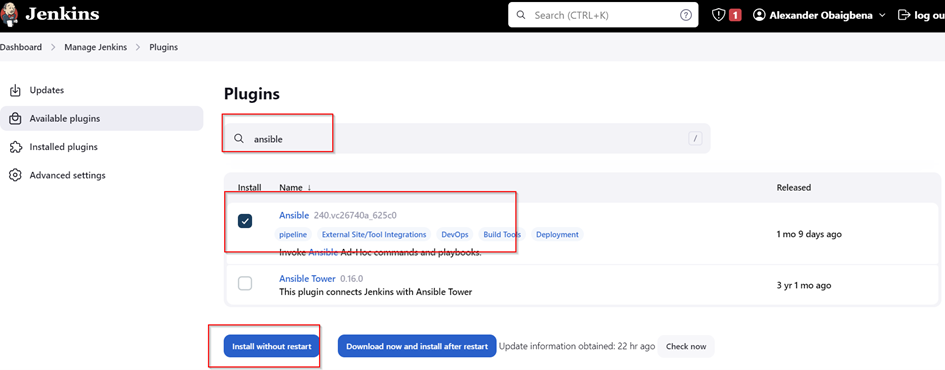 Jenkins
Search (CTRL+K)
?
1
Alexander Obaigbena
log ou
Dashboard > Manage Jenkins > Plugins
Updates
Available plugins
Installed plugins
Advanced settings
Plugins
ansible
/
Install Name ↓ Released
Ansible 240.vc26740a_625c0
pipeline External Site/Tool Integrations DevOps Build Tools Deployment
Invoke Ansible Ad-Hoc commands and playbooks.
1 mo 9 days ago
Ansible Tower 0.16.0
This plugin connects Jenkins with Ansible Tower
3 yr 1 mo ago
Install without restart
Download now and install after restart
Update information obtained: 22 hr ago
Check now